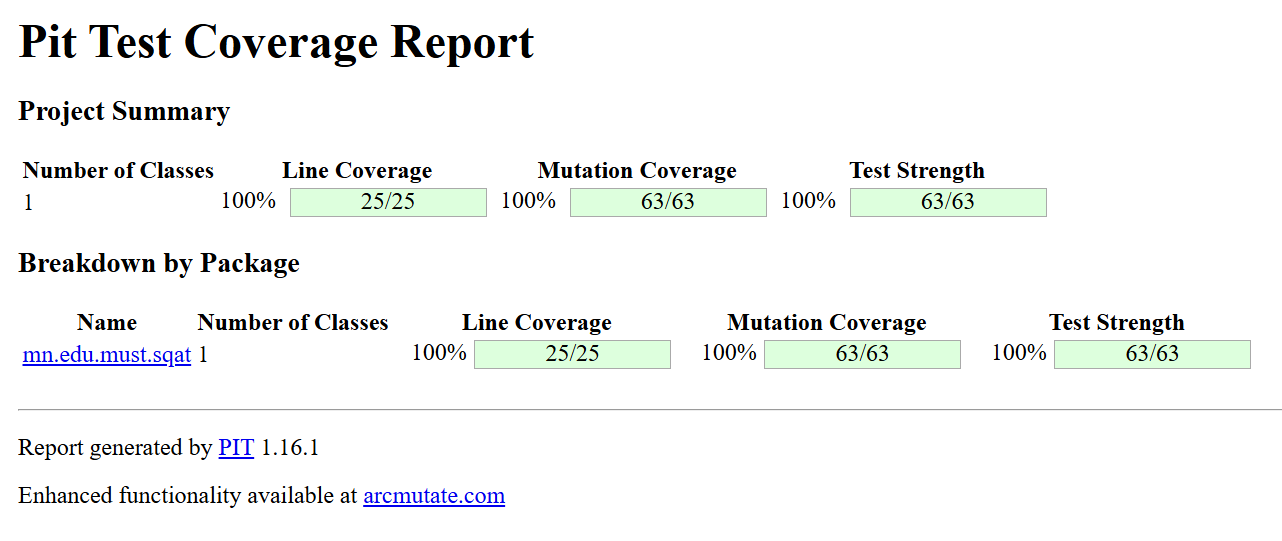 Pit Test Coverage Report
Project Summary
Number of Classes Line Coverage Mutation Coverage Test Strength
1 100% 25/25 100% 63/63 100% 63/63
Breakdown by Package
Name Number of Classes Line Coverage Mutation Coverage Test Strength
mn.edu.must.sqat 1 100% 25/25 100% 63/63 100% 63/63
Report generated by PIT 1.16.1
Enhanced functionality available at arcmutate.com